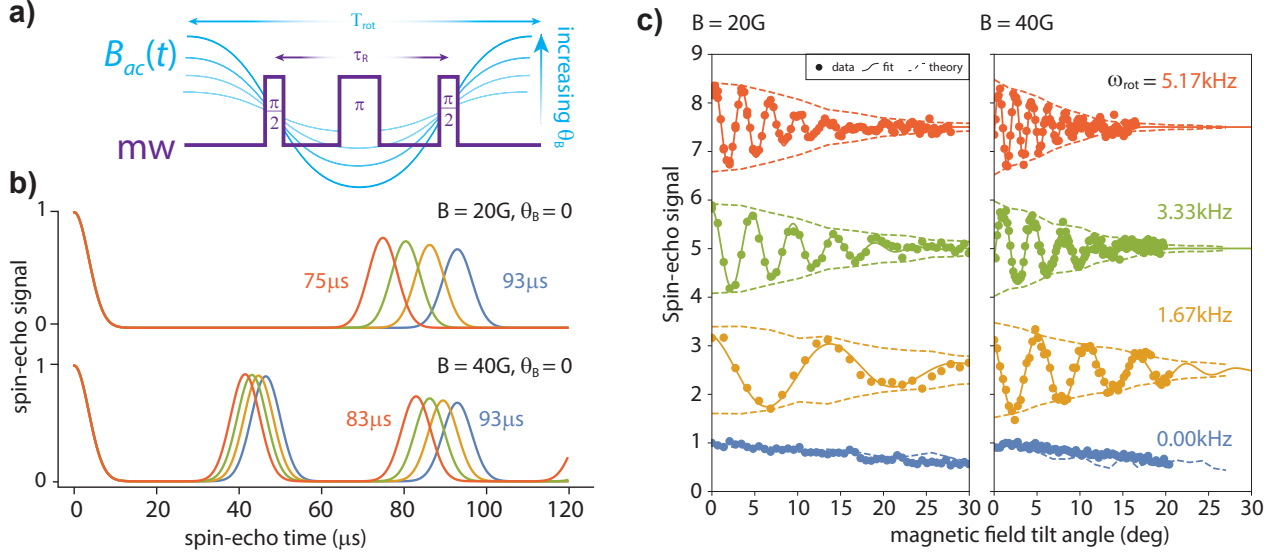 a)
T_rot
B_ac(t)
τ_R
π/2
π
π/2
mw
increasing θ_B
b)
B = 20G, θ_B = 0
1
0
75μs
93μs
B = 40G, θ_B = 0
1
0
83μs
93μs
spin-echo signal
0
20
40
60
80
100
120
spin-echo time (μs)
c)
B = 20G
B = 40G
data
fit
theory
ω_rot = 5.17kHz
3.33kHz
1.67kHz
0.00kHz
Spin-echo signal
9
8
7
6
5
4
3
2
1
0
0
5
10
15
20
25
30
0
5
10
15
20
25
30
magnetic field tilt angle (deg)